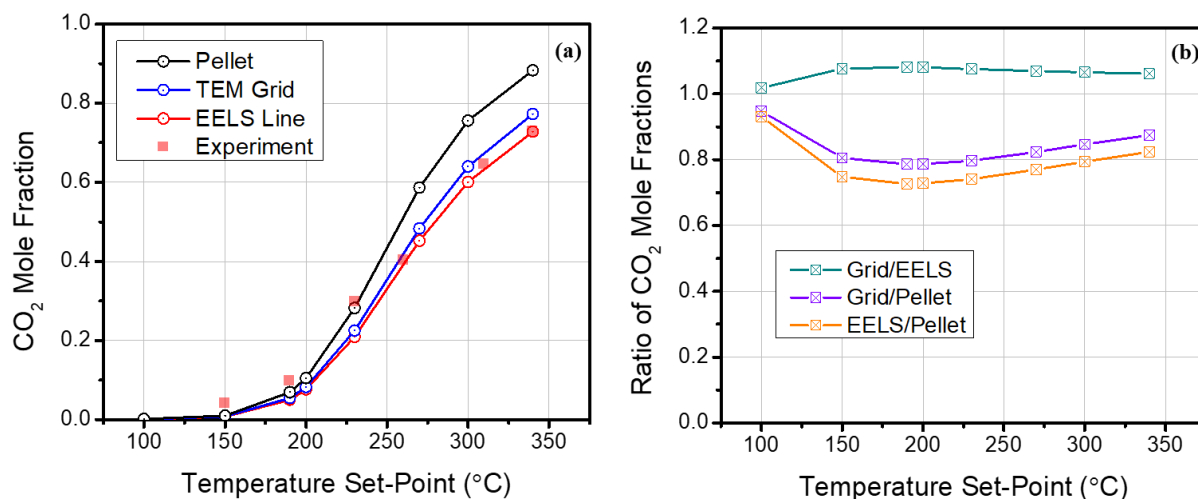 (a)
Pellet
TEM Grid
EELS Line
Experiment
CO₂ Mole Fraction
1.0
0.8
0.6
0.4
0.2
0.0
100 150 200 250 300 350
Temperature Set-Point (°C)
(b)
Grid/EELS
Grid/Pellet
EELS/Pellet
Ratio of CO₂ Mole Fractions
1.2
1.0
0.8
0.6
0.4
0.2
0.0
100 150 200 250 300 350
Temperature Set-Point (°C)